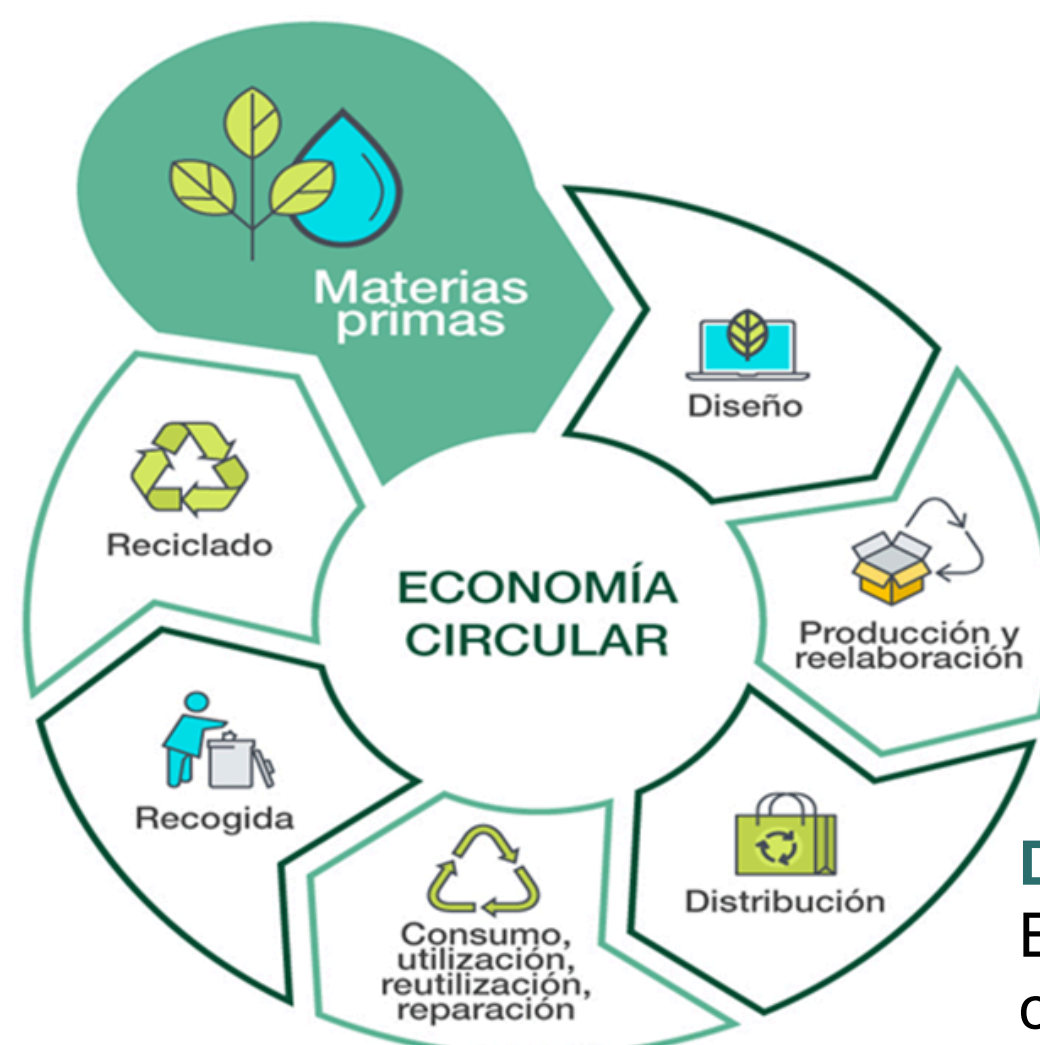 Materias
primas
Diseño
Producción y
reelaboración
Distribución
Consumo,
utilización,
reutilización,
reparación
Recogida
Reciclado
ECONOMÍA
CIRCULAR